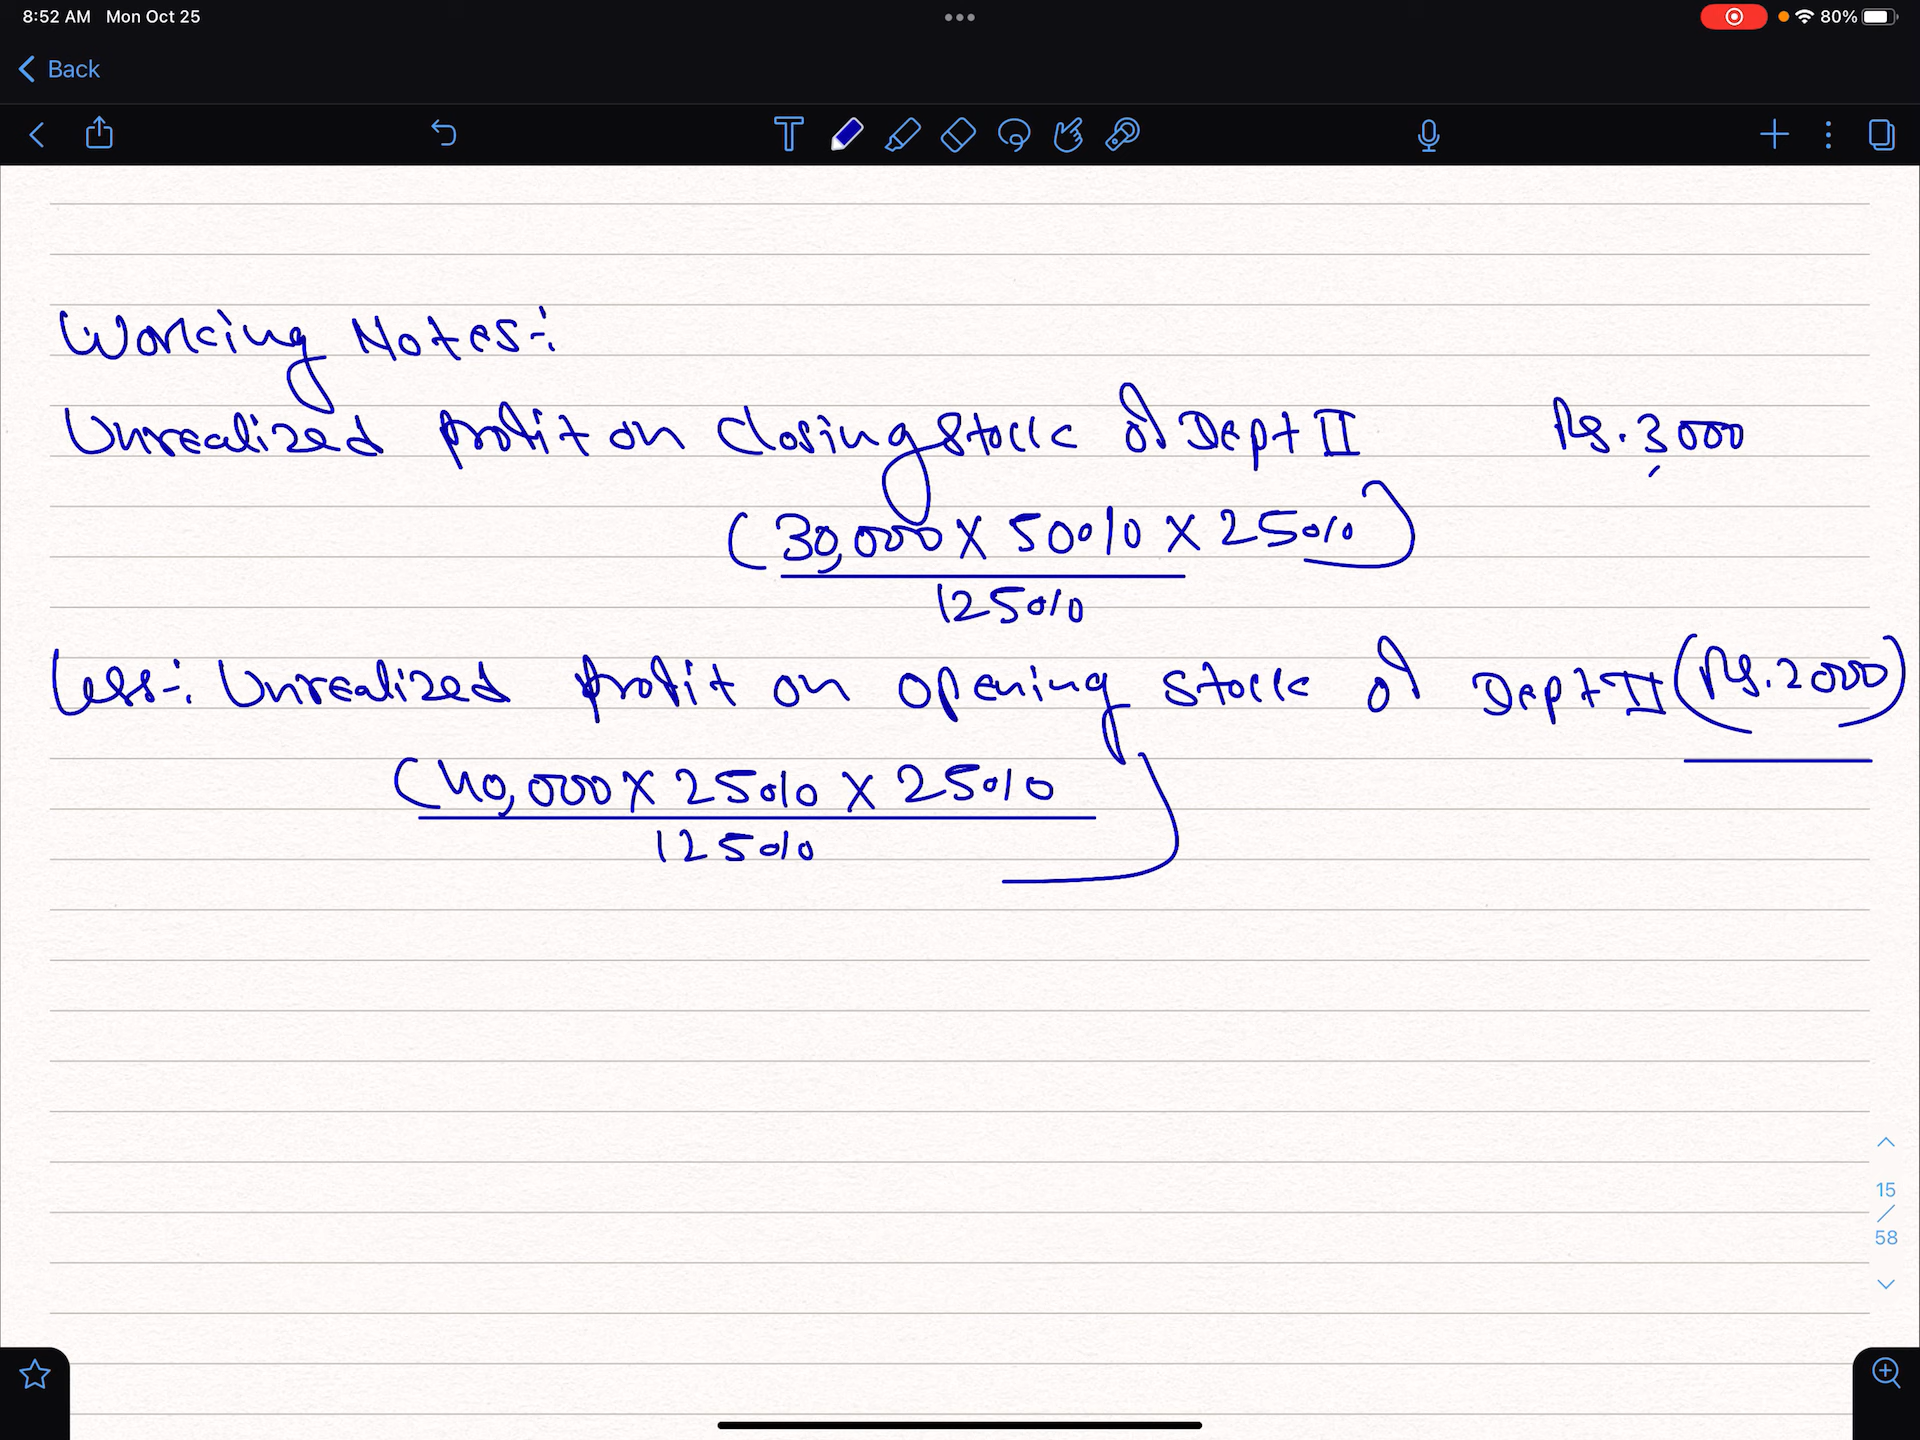 8:52 AM Mon Oct 25
80%
Back
Working Notes:-
Unrealized profit on Closing Stock of Dept II Rs. 3,000
(30,000 X 50% X 25%)
125%
Less:- Unrealized profit on opening stock of Dept II (Rs. 2000)
(40,000 X 25% X 25%
125%)
15
/
58